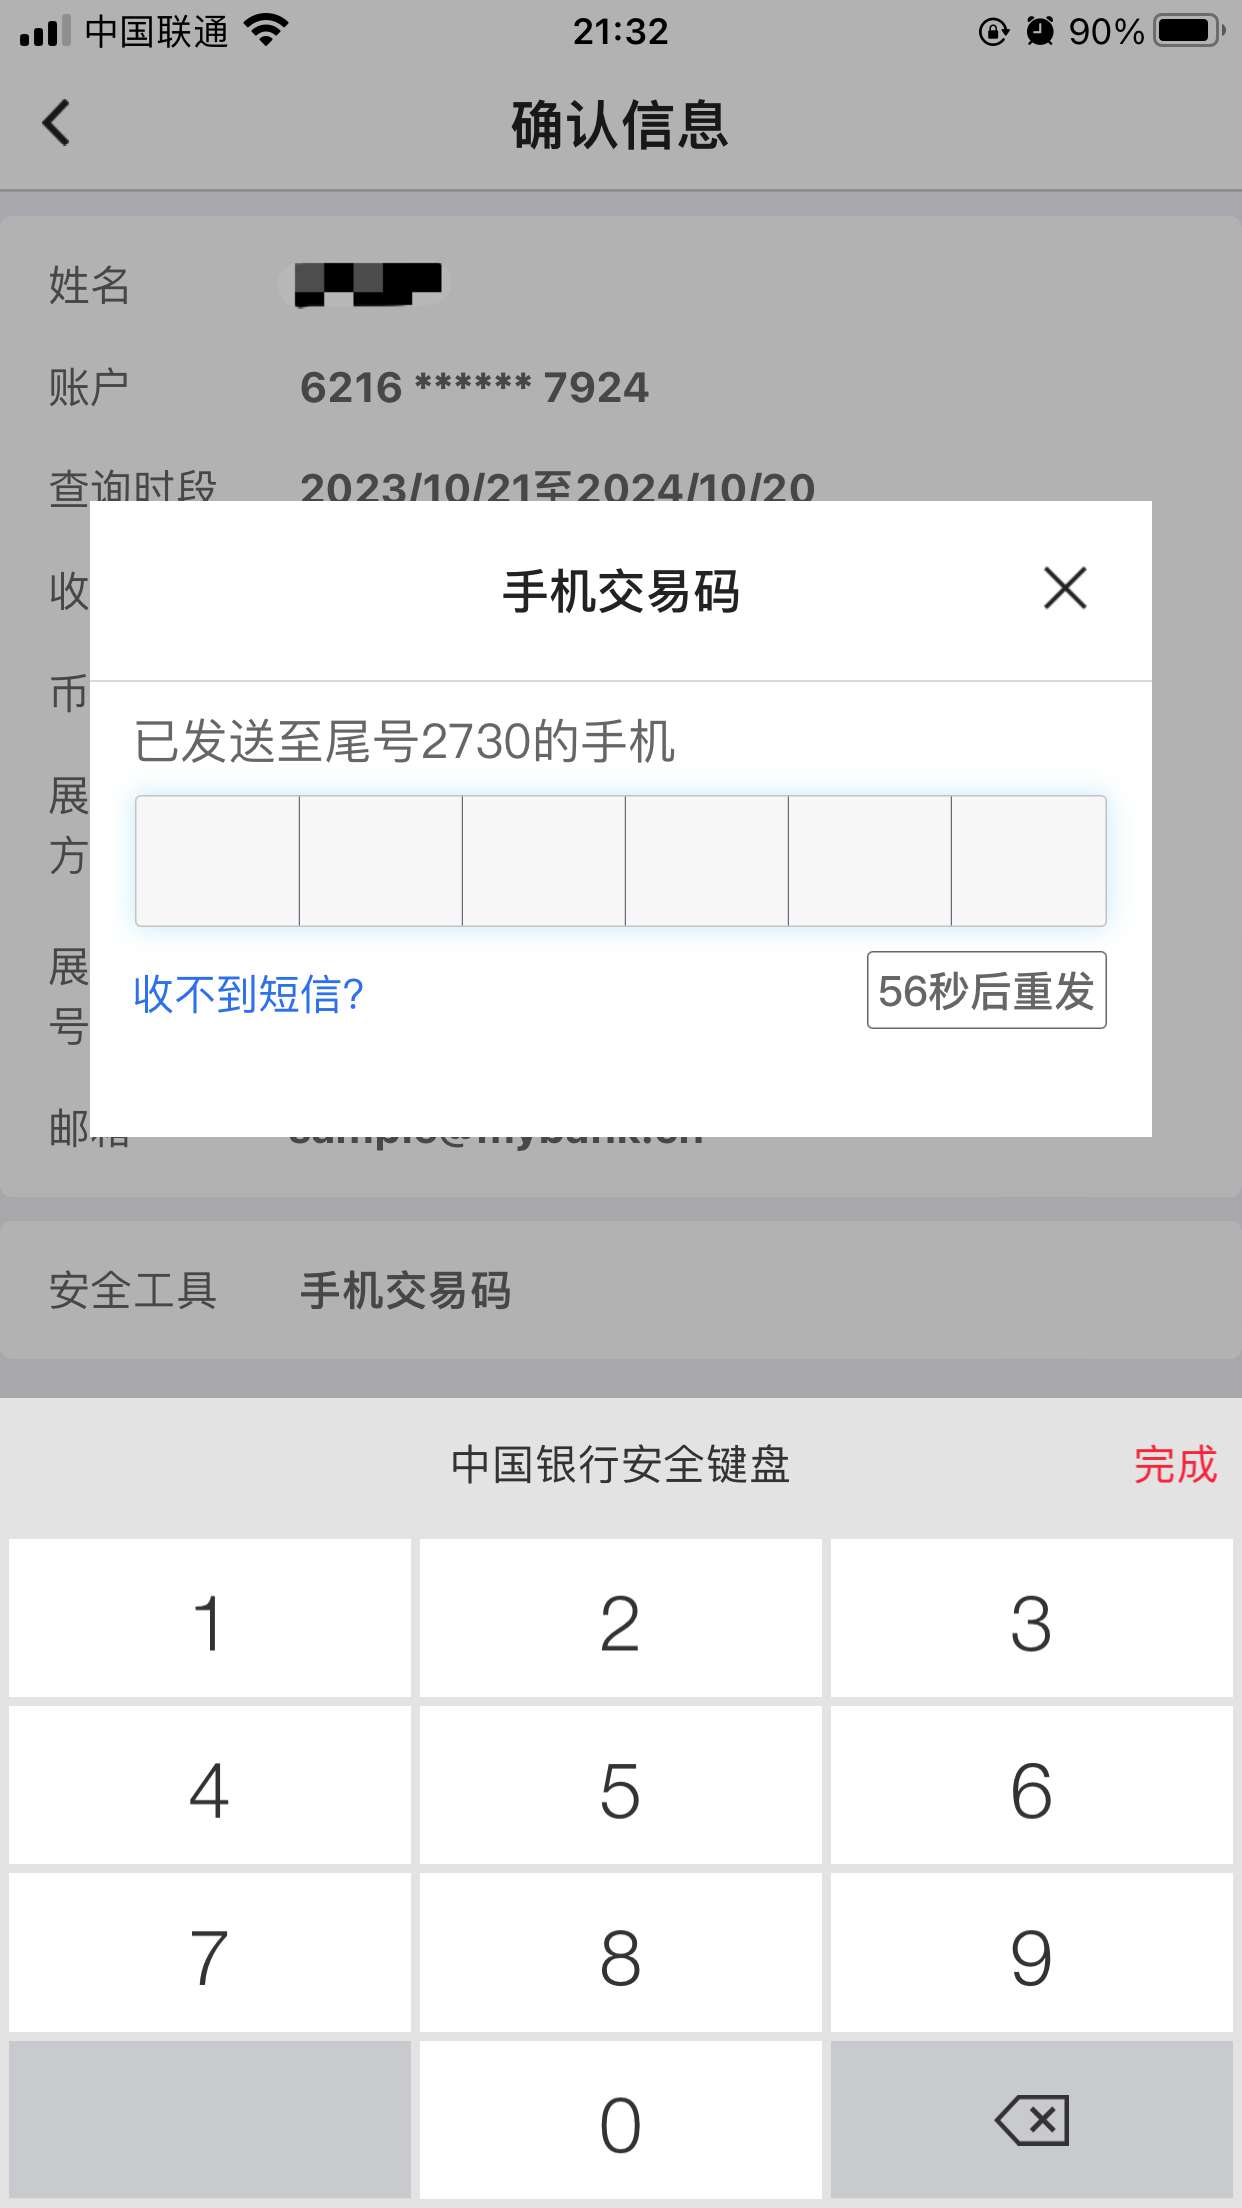 中国联通 21:32 90%
确认信息
姓名
账户 6216 ****** 7924
查询时段 2023/10/21至2024/10/20
收
手机交易码
币
已发送至尾号2730的手机
展
方
展
收不到短信? 56秒后重发
号
邮箱 sample@mybank.cn
安全工具 手机交易码
中国银行安全键盘 完成
1 2 3
4 5 6
7 8 9
0